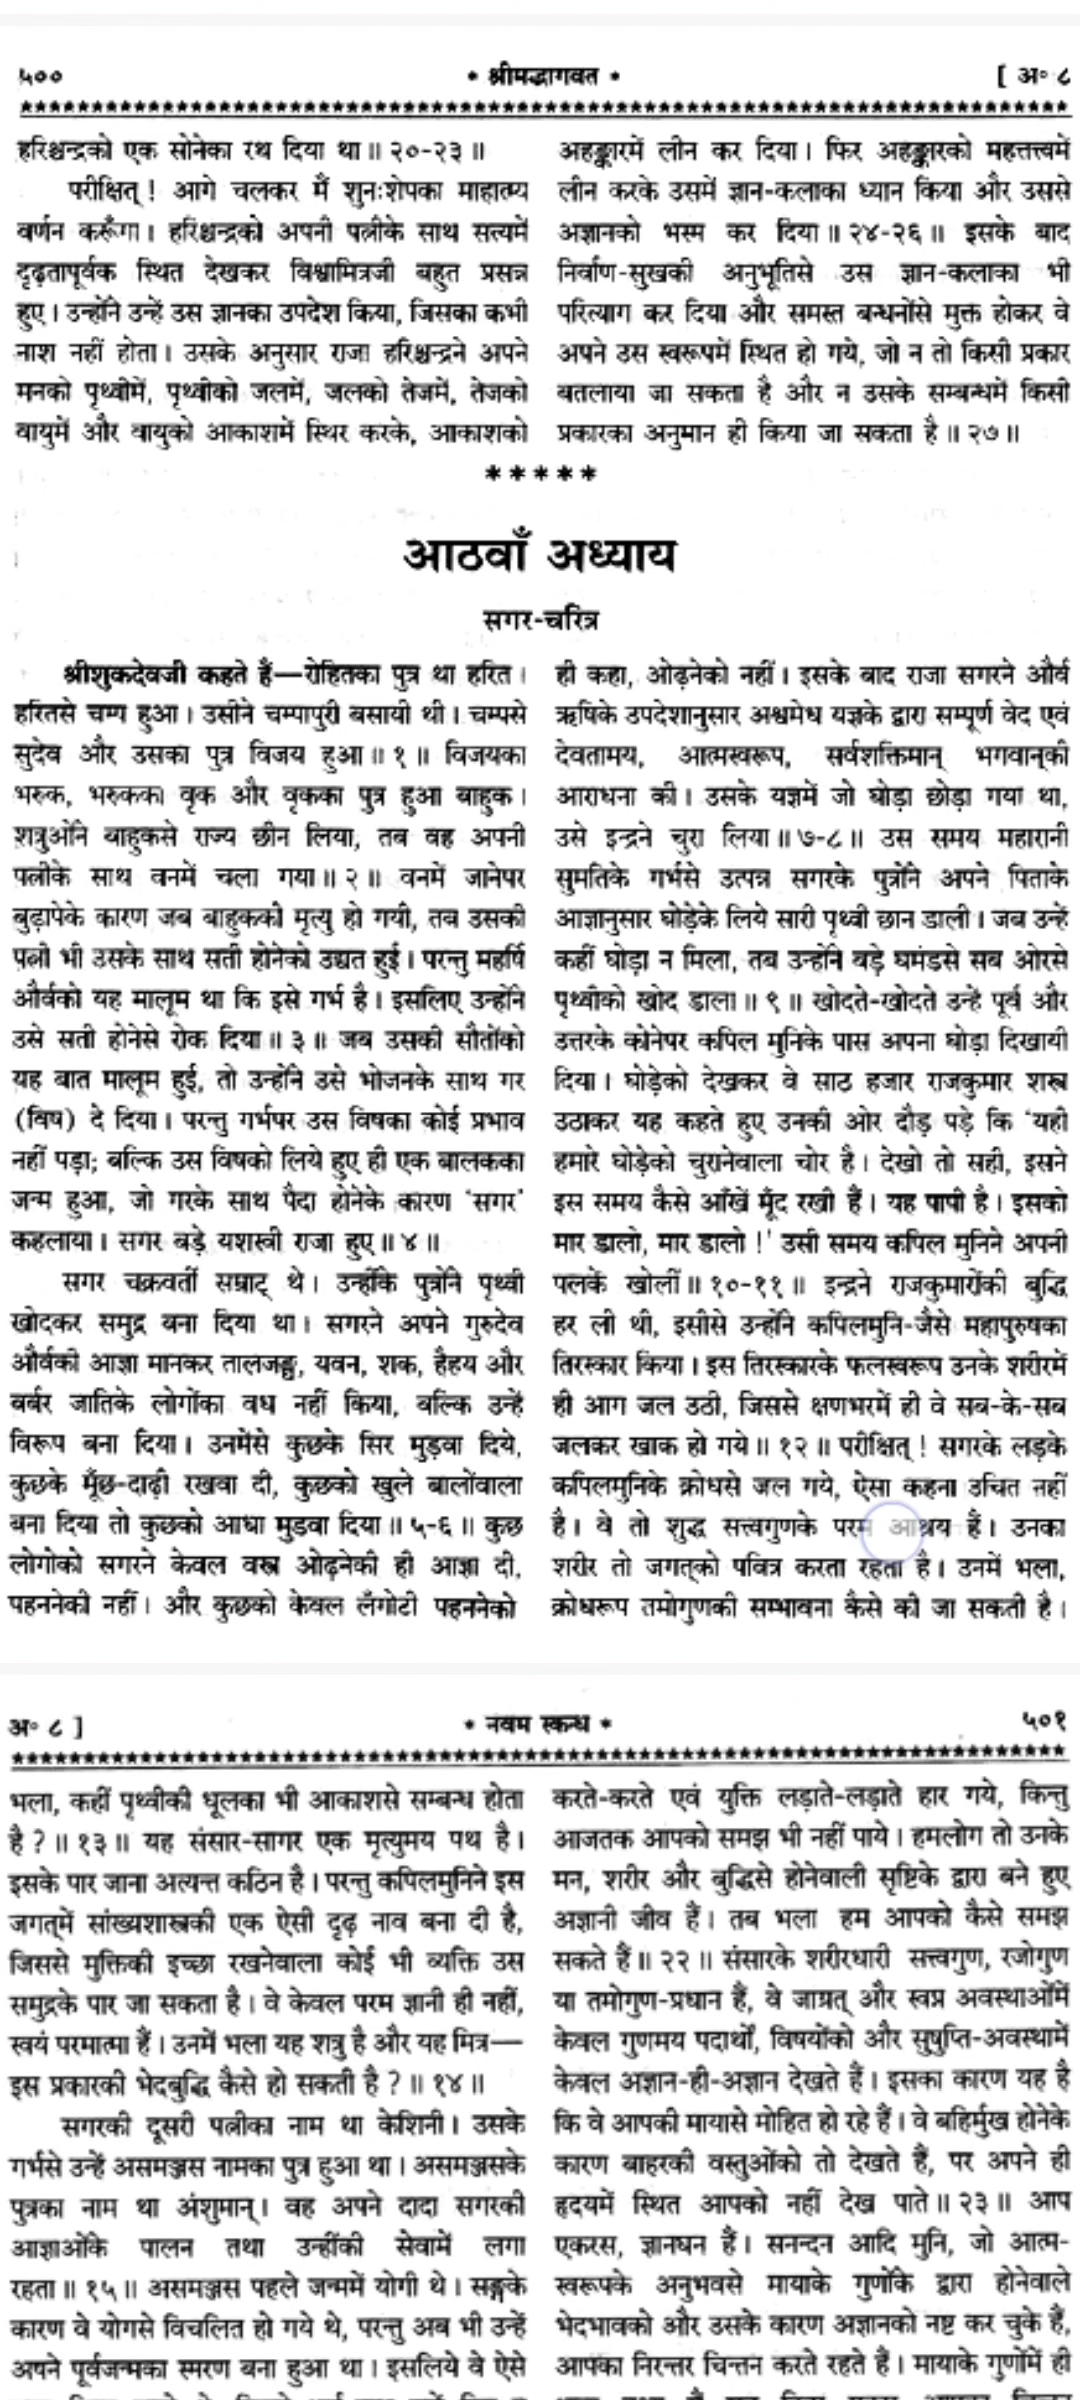 ५००
* श्रीमद्भागवत *
[ अ० ८
हरिश्चन्द्रको एक सोनेका रथ दिया था ॥ २०-२३ ॥
परीक्षित् ! आगे चलकर मैं शुनःशेपका माहात्म्य
वर्णन करूँगा । हरिश्चन्द्रको अपनी पत्नीके साथ सत्यमें
दृढ़तापूर्वक स्थित देखकर विश्वामित्रजी बहुत प्रसन्न
हुए । उन्होंने उन्हें उस ज्ञानका उपदेश किया, जिसका कभी
नाश नहीं होता । उसके अनुसार राजा हरिश्चन्द्रने अपने
मनको पृथ्वीमें, पृथ्वीको जलमें, जलको तेजमें, तेजको
वायुमें और वायुको आकाशमें स्थिर करके, आकाशको
अहङ्कारमें लीन कर दिया । फिर अहङ्कारको महत्तत्त्वमें
लीन करके उसमें ज्ञान-कलाका ध्यान किया और उससे
अज्ञानको भस्म कर दिया ॥ २४-२६ ॥ इसके बाद
निर्वाण-सुखकी अनुभूतिसे उस ज्ञान-कलाका भी
परित्याग कर दिया और समस्त बन्धनोंसे मुक्त होकर वे
अपने उस स्वरूपमें स्थित हो गये, जो न तो किसी प्रकार
बतलाया जा सकता है और न उसके सम्बन्धमें किसी
प्रकारका अनुमान ही किया जा सकता है ॥ २७ ॥
* * * * *
आठवाँ अध्याय
सगर-चरित्र
श्रीशुकदेवजी कहते हैं—रोहितका पुत्र था हरित ।
हरितसे चम्प हुआ । उसीने चम्पापुरी बसायी थी । चम्पसे
सुदेव और उसका पुत्र विजय हुआ ॥ १ ॥ विजयका
भरुक, भरुकका वृक और वृकका पुत्र हुआ बाहुक ।
शत्रुओंने बाहुकसे राज्य छीन लिया, तब वह अपनी
पत्नीके साथ वनमें चला गया ॥ २ ॥ वनमें जानेपर
बुढ़ापेके कारण जब बाहुककी मृत्यु हो गयी, तब उसकी
पत्नी भी उसके साथ सती होनेको उद्यत हुई । परन्तु महर्षि
और्वको यह मालूम था कि इसे गर्भ है । इसलिए उन्होंने
उसे सती होनेसे रोक दिया ॥ ३ ॥ जब उसकी सौतोंको
यह बात मालूम हुई, तो उन्होंने उसे भोजनके साथ गर
(विष) दे दिया । परन्तु गर्भपर उस विषका कोई प्रभाव
नहीं पड़ा; बल्कि उस विषको लिये हुए ही एक बालकका
जन्म हुआ, जो गरके साथ पैदा होनेके कारण 'सगर'
कहलाया । सगर बड़े यशस्वी राजा हुए ॥ ४ ॥
सगर चक्रवर्ती सम्राट् थे । उन्हींके पुत्रोंने पृथ्वी
खोदकर समुद्र बना दिया था । सगरने अपने गुरुदेव
और्वकी आज्ञा मानकर तालजङ्घ, यवन, शक, हैहय और
बर्बर जातिके लोगोंका वध नहीं किया, बल्कि उन्हें
विरूप बना दिया । उनमेंसे कुछके सिर मुड़वा दिये,
कुछके मूँछ-दाढ़ी रखवा दी, कुछको खुले बालोंवाला
बना दिया तो कुछको आधा मुड़वा दिया ॥ ५-६ ॥ कुछ
लोगोंको सगरने केवल वस्त्र ओढ़नेकी ही आज्ञा दी,
पहननेकी नहीं । और कुछको केवल लँगोटी पहननेको
ही कहा, ओढ़नेको नहीं । इसके बाद राजा सगरने और्व
ऋषिके उपदेशानुसार अश्वमेध यज्ञके द्वारा सम्पूर्ण वेद एवं
देवतामय, आत्मस्वरूप, सर्वशक्तिमान् भगवान्‌की
आराधना की । उसके यज्ञमें जो घोड़ा छोड़ा गया था,
उसे इन्द्रने चुरा लिया ॥ ७-८ ॥ उस समय महारानी
सुमतिके गर्भसे उत्पन्न सगरके पुत्रोंने अपने पिताके
आज्ञानुसार घोड़ेके लिये सारी पृथ्वी छान डाली । जब उन्हें
कहीं घोड़ा न मिला, तब उन्होंने बड़े घमंडसे सब ओरसे
पृथ्वीको खोद डाला ॥ ९ ॥ खोदते-खोदते उन्हें पूर्व और
उत्तरके कोनेपर कपिल मुनिके पास अपना घोड़ा दिखायी
दिया । घोड़ेको देखकर वे साठ हजार राजकुमार शस्त्र
उठाकर यह कहते हुए उनकी ओर दौड़ पड़े कि 'यही
हमारे घोड़ेको चुरानेवाला चोर है । देखो तो सही, इसने
इस समय कैसे आँखें मूँद रखी हैं । यह पापी है । इसको
मार डालो, मार डालो !' उसी समय कपिल मुनिने अपनी
पलकें खोलीं ॥ १०-११ ॥ इन्द्रने राजकुमारोंकी बुद्धि
हर ली थी, इसीसे उन्होंने कपिलमुनि-जैसे महापुरुषका
तिरस्कार किया । इस तिरस्कारके फलस्वरूप उनके शरीरमें
ही आग जल उठी, जिससे क्षणभरमें ही वे सब-के-सब
जलकर खाक हो गये ॥ १२ ॥ परीक्षित् ! सगरके लड़के
कपिलमुनिके क्रोधसे जल गये, ऐसा कहना उचित नहीं
है । वे तो शुद्ध सत्त्वगुणके परम आश्रय हैं । उनका
शरीर तो जगत्‌को पवित्र करता रहता है । उनमें भला,
क्रोधरूप तमोगुणकी सम्भावना कैसे की जा सकती है ।
अ० ८ ]
* नवम स्कन्ध *
५०१
भला, कहीं पृथ्वीकी धूलका भी आकाशसे सम्बन्ध होता
है ? ॥ १३ ॥ यह संसार-सागर एक मृत्युमय पथ है ।
इसके पार जाना अत्यन्त कठिन है । परन्तु कपिलमुनिने इस
जगत्‌में सांख्यशास्त्रकी एक ऐसी दृढ़ नाव बना दी है,
जिससे मुक्तिकी इच्छा रखनेवाला कोई भी व्यक्ति उस
समुद्रके पार जा सकता है । वे केवल परम ज्ञानी ही नहीं,
स्वयं परमात्मा हैं । उनमें भला यह शत्रु है और यह मित्र—
इस प्रकारकी भेदबुद्धि कैसे हो सकती है ? ॥ १४ ॥
सगरकी दूसरी पत्नीका नाम था केशिनी । उसके
गर्भसे उन्हें असमञ्जस नामका पुत्र हुआ था । असमञ्जसके
पुत्रका नाम था अंशुमान् । वह अपने दादा सगरकी
आज्ञाओंके पालन तथा उन्हींकी सेवामें लगा
रहता ॥ १५ ॥ असमञ्जस पहले जन्ममें योगी थे । सङ्गके
कारण वे योगसे विचलित हो गये थे, परन्तु अब भी उन्हें
अपने पूर्वजन्मका स्मरण बना हुआ था । इसलिये वे ऐसे
करते-करते एवं युक्ति लड़ाते-लड़ाते हार गये, किन्तु
आजतक आपको समझ भी नहीं पाये । हमलोग तो उनके
मन, शरीर और बुद्धिसे होनेवाली सृष्टिके द्वारा बने हुए
अज्ञानी जीव हैं । तब भला हम आपको कैसे समझ
सकते हैं ॥ २२ ॥ संसारके शरीरधारी सत्त्वगुण, रजोगुण
या तमोगुण-प्रधान हैं, वे जाग्रत् और स्वप्न अवस्थाओंमें
केवल गुणमय पदार्थों, विषयोंको और सुषुप्ति-अवस्थामें
केवल अज्ञान-ही-अज्ञान देखते हैं । इसका कारण यह है
कि वे आपकी मायासे मोहित हो रहे हैं । वे बहिर्मुख होनेके
कारण बाहरकी वस्तुओंको तो देखते हैं, पर अपने ही
हृदयमें स्थित आपको नहीं देख पाते ॥ २३ ॥ आप
एकरस, ज्ञानघन हैं । सनन्दन आदि मुनि, जो आत्म-
स्वरूपके अनुभवसे मायाके गुणोंके द्वारा होनेवाले
भेदभावको और उसके कारण अज्ञानको नष्ट कर चुके हैं,
आपका निरन्तर चिन्तन करते रहते हैं । मायाके गुणोंमें ही